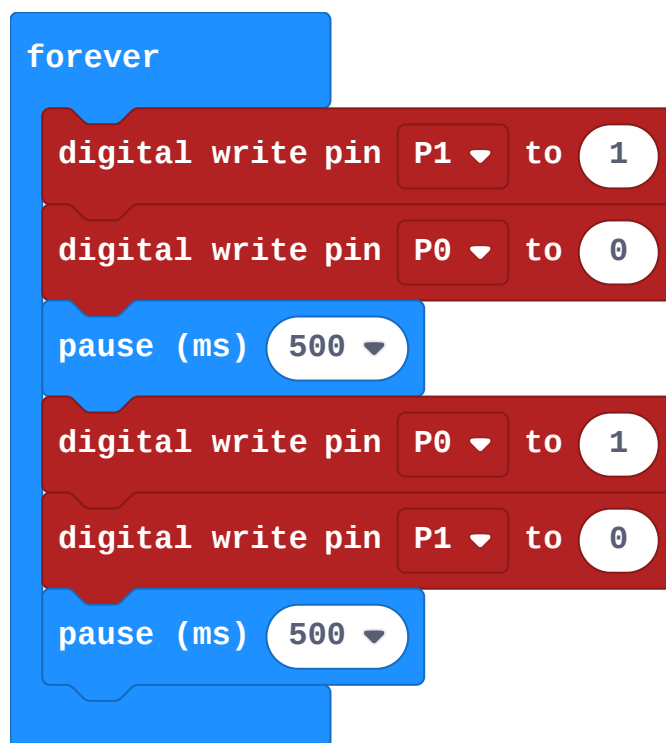 forever
digital write pin P1 to 1
digital write pin P0 to 0
pause (ms) 500
digital write pin P0 to 1
digital write pin P1 to 0
pause (ms) 500